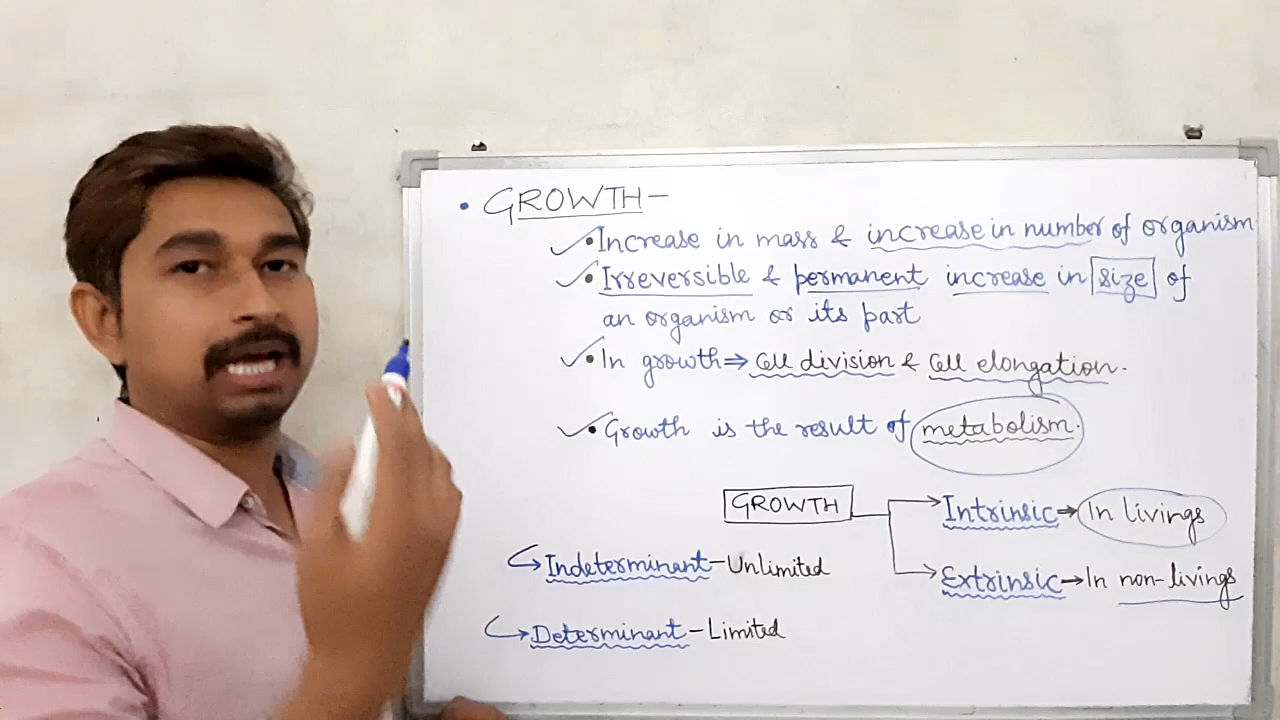 • GROWTH –
• Increase in mass & increase in number of organism
• Irreversible & permanent increase in size of
an organism or its part
• In growth ⇒ Cell division & Cell elongation.
• Growth is the result of metabolism.
GROWTH
Intrinsic → In livings
Extrinsic → In non-livings
Indeterminant – Unlimited
Determinant – Limited